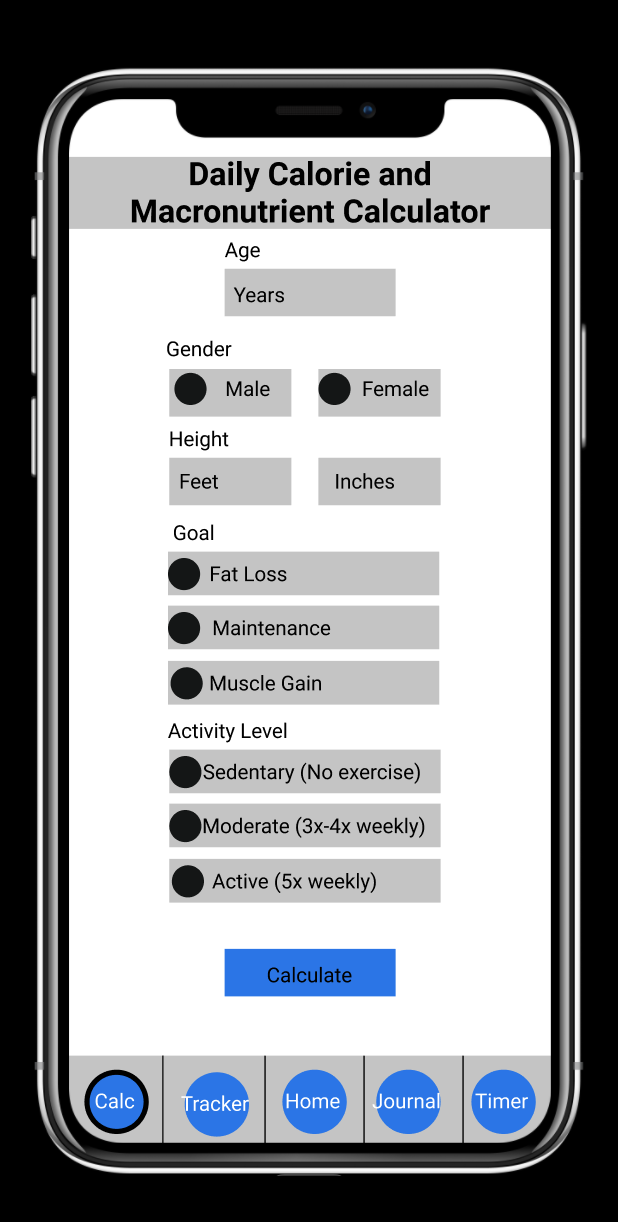 Daily Calorie and
Macronutrient Calculator
Age
Years
Gender
Male Female
Height
Feet Inches
Goal
Fat Loss
Maintenance
Muscle Gain
Activity Level
Sedentary (No exercise)
Moderate (3x-4x weekly)
Active (5x weekly)
Calculate
Calc Tracker Home Journal Timer